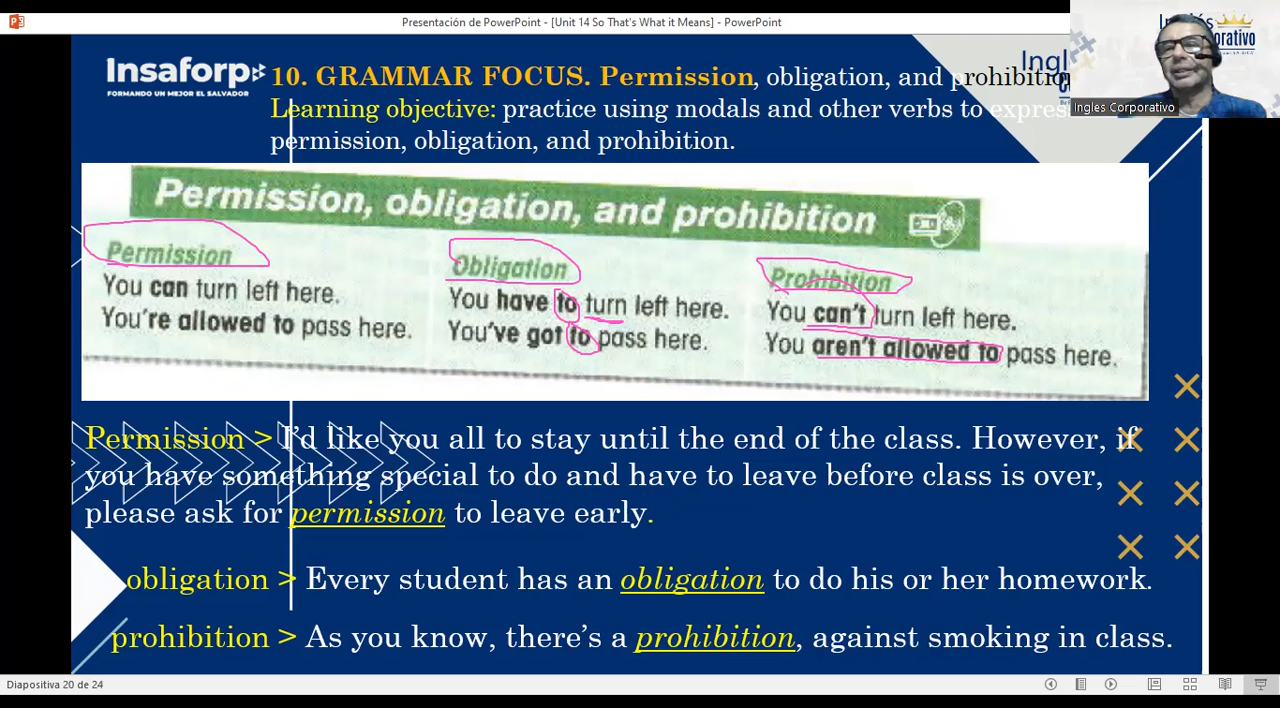 Presentación de PowerPoint - [Unit 14 So That's What it Means] - PowerPoint
Inglés
Insaforp
FORMANDO UN MEJOR EL SALVADOR
Ingles Corporativo
10. GRAMMAR FOCUS. Permission, obligation, and prohibition
Learning objective: practice using modals and other verbs to express
permission, obligation, and prohibition.
Permission, obligation, and prohibition
Permission
You can turn left here.
You're allowed to pass here.
Obligation
You have to turn left here.
You've got to pass here.
Prohibition
You can't turn left here.
You aren't allowed to pass here.
Permission > I'd like you all to stay until the end of the class. However, if
you have something special to do and have to leave before class is over,
please ask for permission to leave early.
obligation > Every student has an obligation to do his or her homework.
prohibition > As you know, there's a prohibition, against smoking in class.
Diapositiva 20 de 24